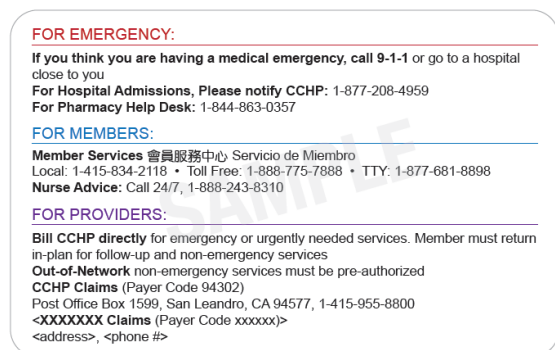 FOR EMERGENCY:
If you think you are having a medical emergency, call 9-1-1 or go to a hospital
close to you
For Hospital Admissions, Please notify CCHP: 1-877-208-4959
For Pharmacy Help Desk: 1-844-863-0357
FOR MEMBERS:
Member Services 會員服務中心 Servicio de Miembro
Local: 1-415-834-2118 • Toll Free: 1-888-775-7888 • TTY: 1-877-681-8898
Nurse Advice: Call 24/7, 1-888-243-8310
SAMPLE
FOR PROVIDERS:
Bill CCHP directly for emergency or urgently needed services. Member must return
in-plan for follow-up and non-emergency services
Out-of-Network non-emergency services must be pre-authorized
CCHP Claims (Payer Code 94302)
Post Office Box 1599, San Leandro, CA 94577, 1-415-955-8800
<XXXXXXX Claims (Payer Code xxxxxx)>
<address>, <phone #>